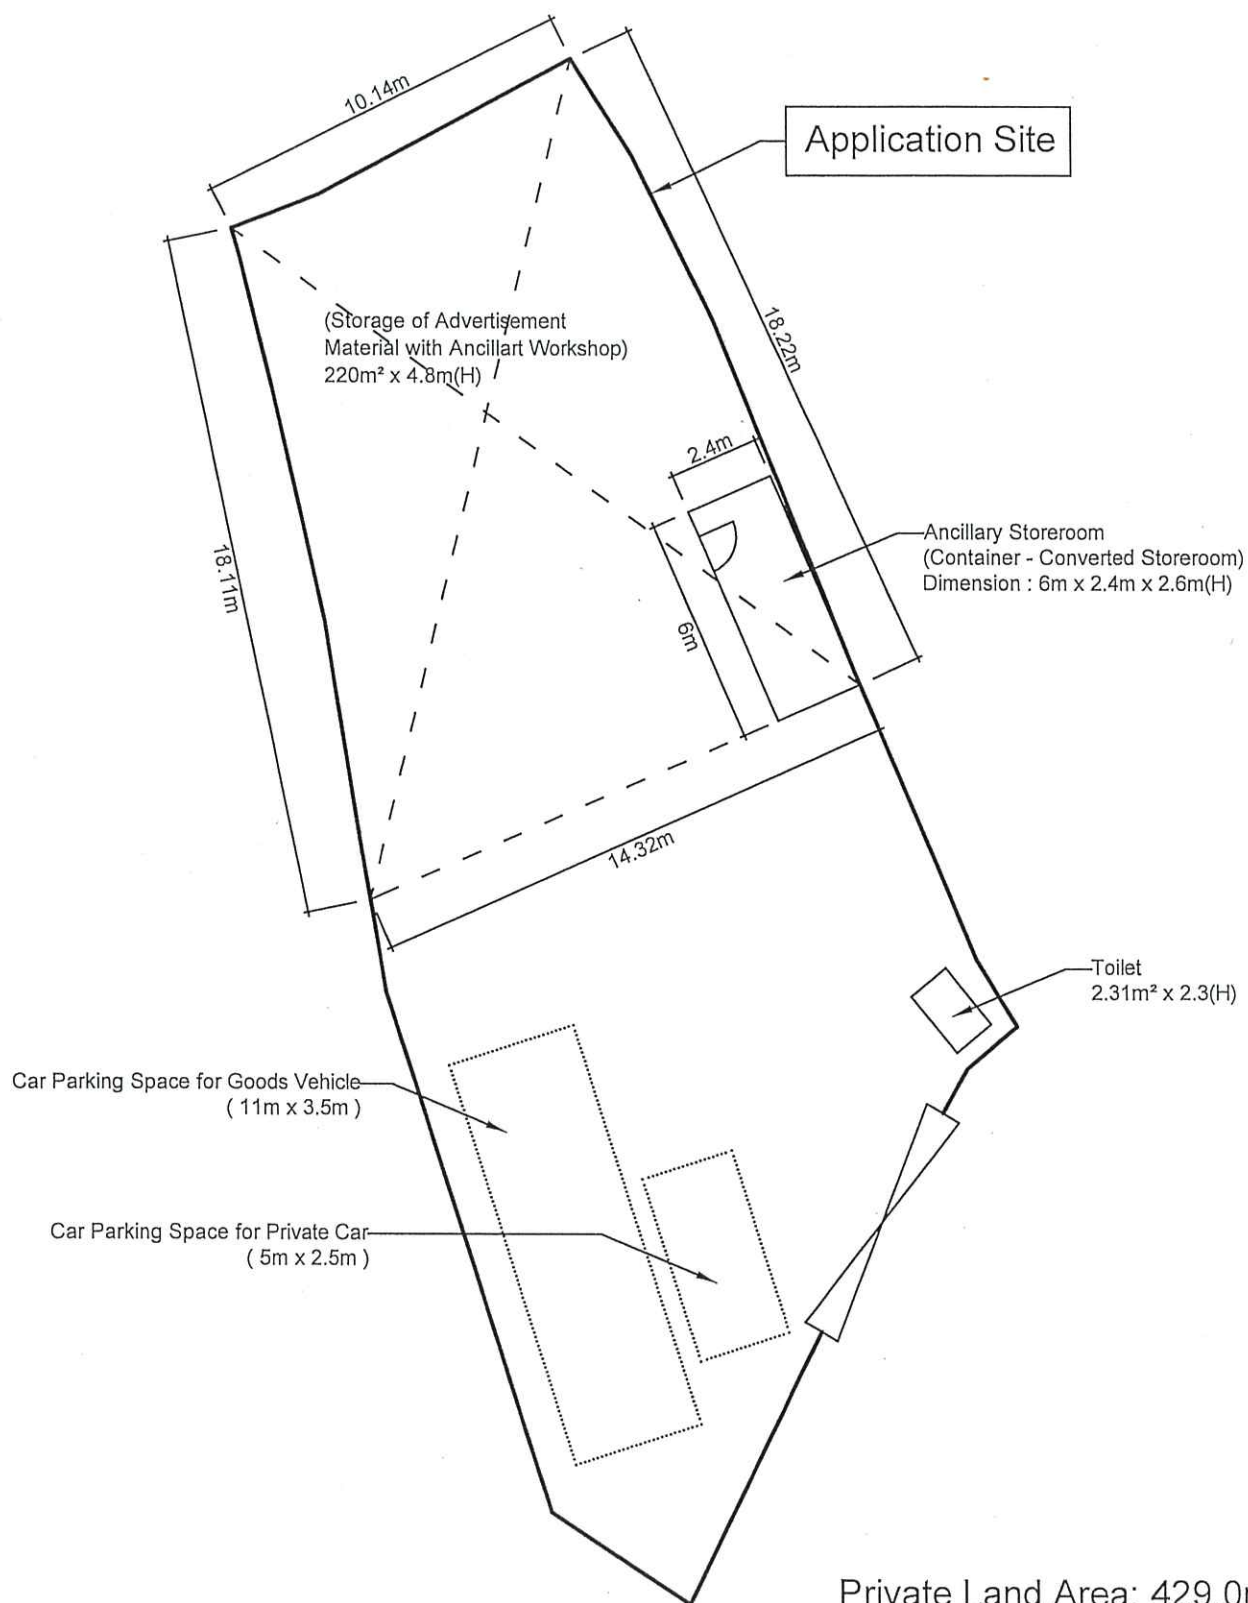 10.14m
Application Site
(Storage of Advertisement
Material with Ancillart Workshop)
220m² x 4.8m(H)
18.22m
2.4m
18.11m
6m
Ancillary Storeroom
(Container - Converted Storeroom)
Dimension : 6m x 2.4m x 2.6m(H)
14.32m
Toilet
2.31m² x 2.3(H)
Car Parking Space for Goods Vehicle
( 11m x 3.5m )
Car Parking Space for Private Car
( 5m x 2.5m )
Private Land Area: 429.0